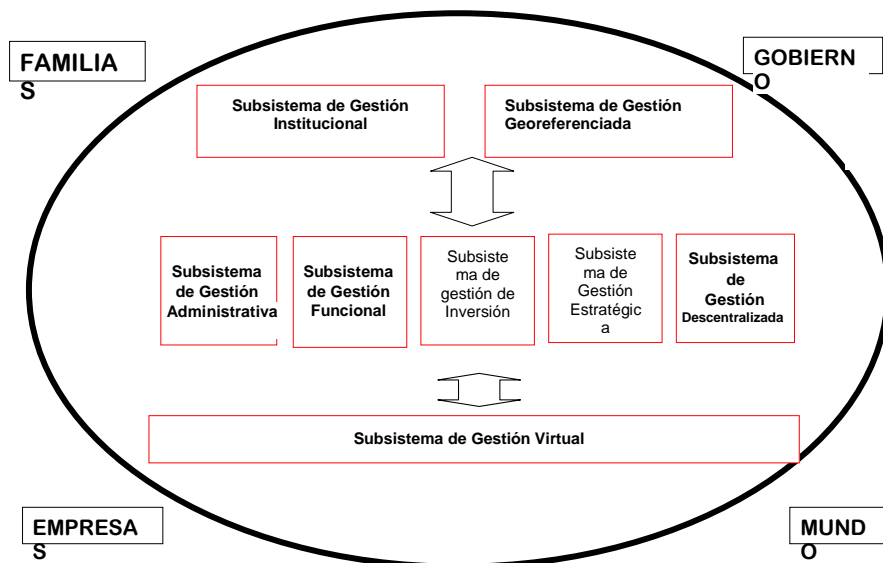 FAMILIA
S
GOBIERN
O
Subsistema de Gestión
Institucional
Subsistema de Gestión
Georeferenciada
Subsistema
de Gestión
Administrativa
Subsistema
de Gestión
Funcional
Subsiste
ma de
gestión de
Inversión
Subsiste
ma de
Gestión
Estratégic
a
Subsistema
de
Gestión
Descentralizada
Subsistema de Gestión Virtual
EMPRESA
S
MUND
O